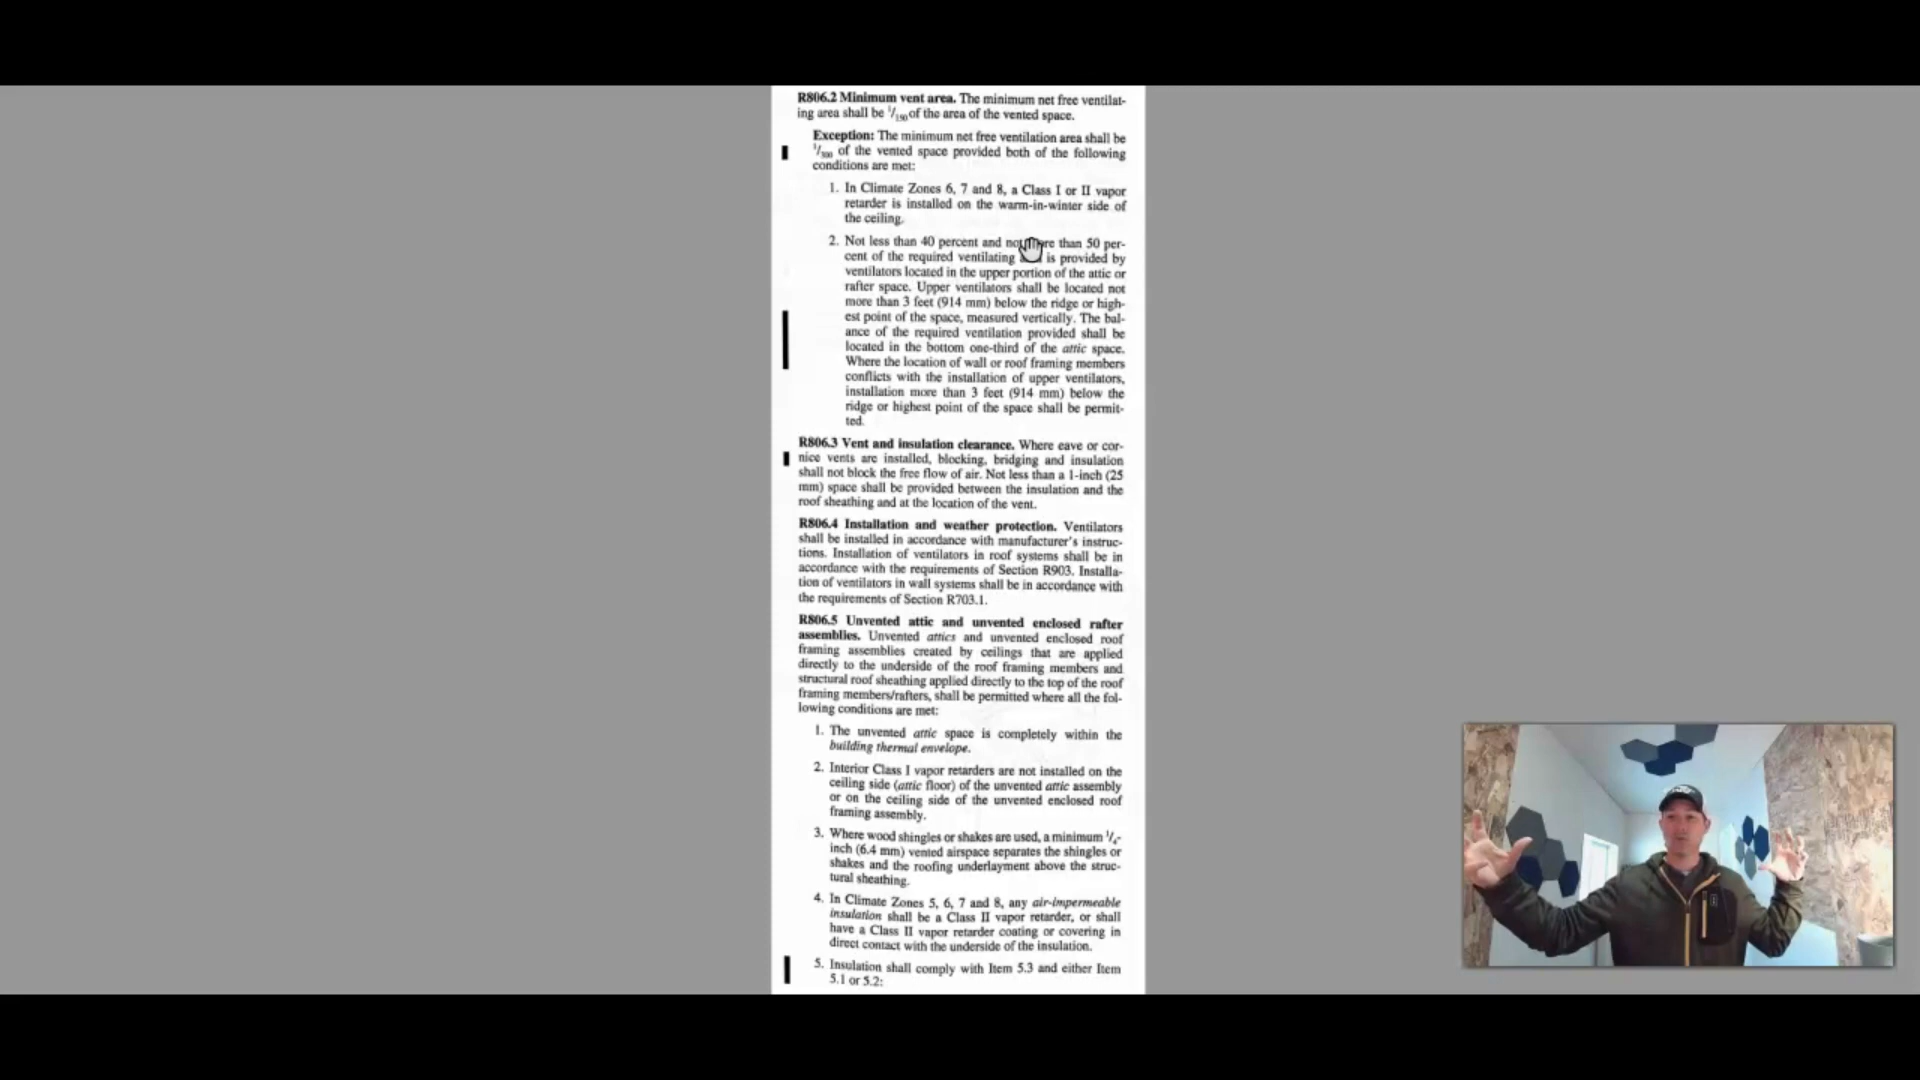 R806.2 Minimum vent area. The minimum net free ventilat-
ing area shall be 1/150 of the area of the vented space.
Exception: The minimum net free ventilation area shall be
1/300 of the vented space provided both of the following
conditions are met:
1. In Climate Zones 6, 7 and 8, a Class I or II vapor
retarder is installed on the warm-in-winter side of
the ceiling.
2. Not less than 40 percent and not more than 50 per-
cent of the required ventilating is provided by
ventilators located in the upper portion of the attic or
rafter space. Upper ventilators shall be located not
more than 3 feet (914 mm) below the ridge or high-
est point of the space, measured vertically. The bal-
ance of the required ventilation provided shall be
located in the bottom one-third of the attic space.
Where the location of wall or roof framing members
conflicts with the installation of upper ventilators,
installation more than 3 feet (914 mm) below the
ridge or highest point of the space shall be permit-
ted.
R806.3 Vent and insulation clearance. Where eave or cor-
nice vents are installed, blocking, bridging and insulation
shall not block the free flow of air. Not less than a 1-inch (25
mm) space shall be provided between the insulation and the
roof sheathing and at the location of the vent.
R806.4 Installation and weather protection. Ventilators
shall be installed in accordance with manufacturer's instruc-
tions. Installation of ventilators in roof systems shall be in
accordance with the requirements of Section R903. Installa-
tion of ventilators in wall systems shall be in accordance with
the requirements of Section R703.1.
R806.5 Unvented attic and unvented enclosed rafter
assemblies. Unvented attics and unvented enclosed roof
framing assemblies created by ceilings that are applied
directly to the underside of the roof framing members and
structural roof sheathing applied directly to the top of the roof
framing members/rafters, shall be permitted where all the fol-
lowing conditions are met:
1. The unvented attic space is completely within the
building thermal envelope.
2. Interior Class I vapor retarders are not installed on the
ceiling side (attic floor) of the unvented attic assembly
or on the ceiling side of the unvented enclosed roof
framing assembly.
3. Where wood shingles or shakes are used, a minimum 1/4-
inch (6.4 mm) vented airspace separates the shingles or
shakes and the roofing underlayment above the struc-
tural sheathing.
4. In Climate Zones 5, 6, 7 and 8, any air-impermeable
insulation shall be a Class II vapor retarder, or shall
have a Class II vapor retarder coating or covering in
direct contact with the underside of the insulation.
5. Insulation shall comply with Item 5.3 and either Item
5.1 or 5.2: